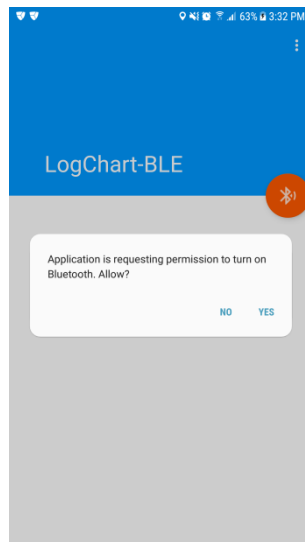 63% 3:32 PM
LogChart-BLE
Application is requesting permission to turn on
Bluetooth. Allow?
NO YES